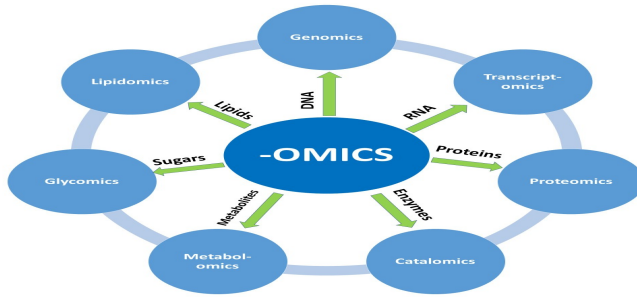 Genomics
Lipidomics
Transcript-
omics
Lipids
DNA
RNA
-OMICS
Sugars
Proteins
Glycomics
Proteomics
Metabolites
Enzymes
Metabol-
omics
Catalomics